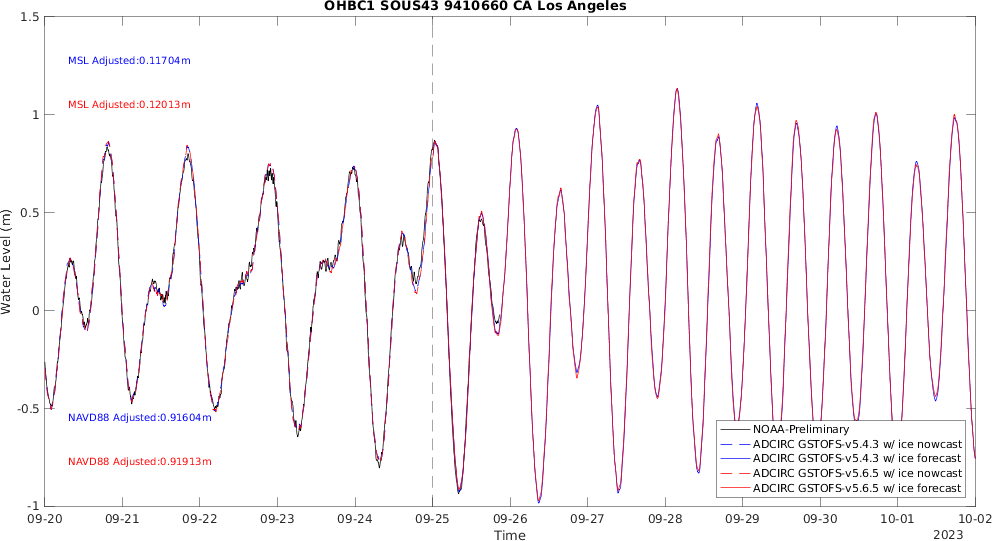 OHBC1 SOUS43 9410660 CA Los Angeles
1.5
1
0.5
0
-0.5
-1
Water Level (m)
MSL Adjusted:0.11704m
MSL Adjusted:0.12013m
NAVD88 Adjusted:0.91604m
NAVD88 Adjusted:0.91913m
NOAA-Preliminary
ADCIRC GSTOFS-v5.4.3 w/ ice nowcast
ADCIRC GSTOFS-v5.4.3 w/ ice forecast
ADCIRC GSTOFS-v5.6.5 w/ ice nowcast
ADCIRC GSTOFS-v5.6.5 w/ ice forecast
09-20 09-21 09-22 09-23 09-24 09-25 09-26 09-27 09-28 09-29 09-30 10-01 10-02
Time
2023